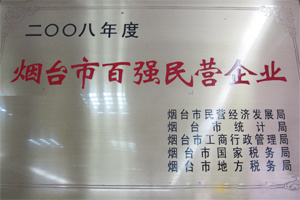 二〇〇八年度
烟台市百强民营企业
烟台市民营经济发展局
烟台市统计局
烟台市工商行政管理局
烟台市国家税务局
烟台市地方税务局